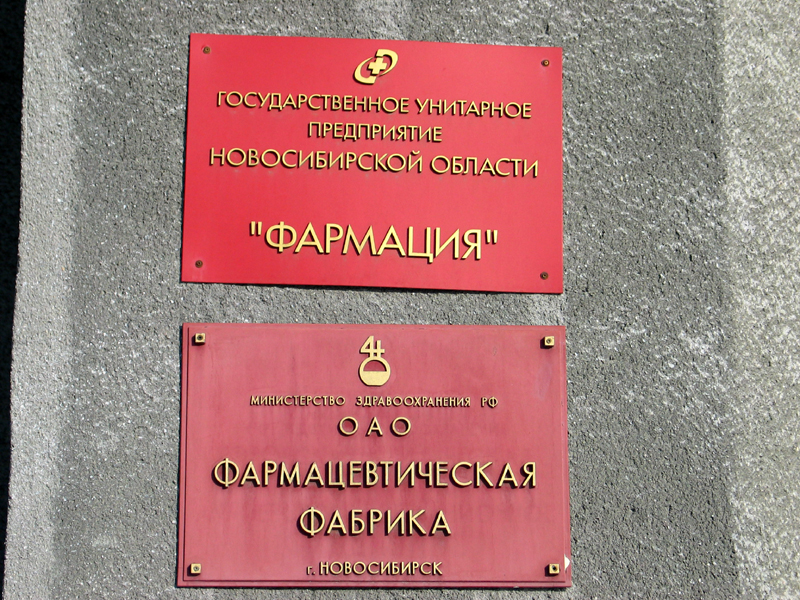 ГОСУДАРСТВЕННОЕ УНИТАРНОЕ
ПРЕДПРИЯТИЕ
НОВОСИБИРСКОЙ ОБЛАСТИ
"ФАРМАЦИЯ"
МИНИСТЕРСТВО ЗДРАВООХРАНЕНИЯ РФ
ОАО
ФАРМАЦЕВТИЧЕСКАЯ
ФАБРИКА
г. НОВОСИБИРСК